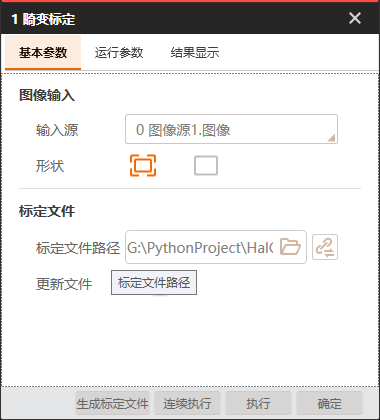 1 畸变标定
基本参数 运行参数 结果显示
图像输入
输入源 0 图像源1.图像
形状
标定文件
标定文件路径 G:\PythonProject\HalC
更新文件 标定文件路径
生成标定文件 连续执行 执行 确定